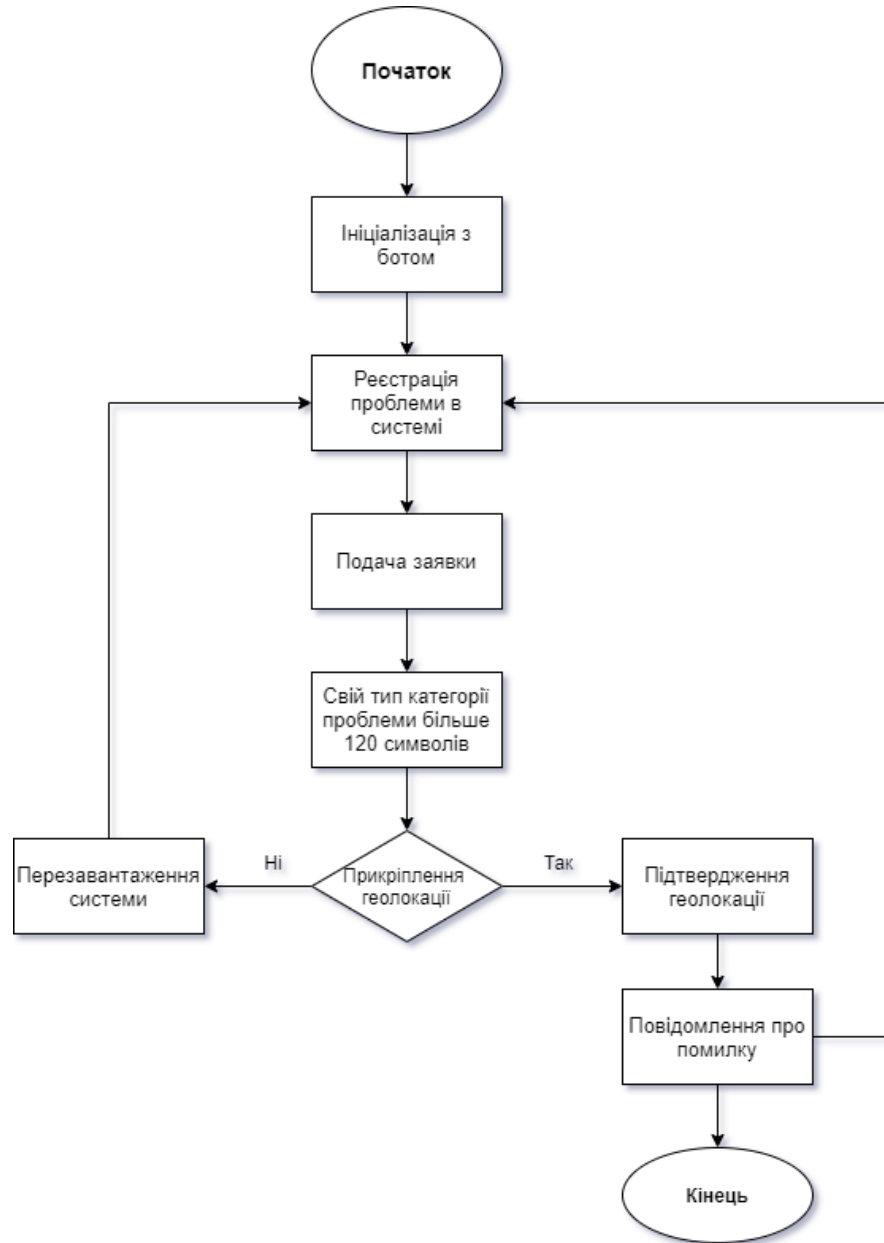 Початок
Ініціалізація з
ботом
Реєстрація
проблеми в
системі
Подача заявки
Свій тип категорії
проблеми більше
120 символів
Прикріплення
геолокації
Ні
Так
Перезавантаження
системи
Підтвердження
геолокації
Повідомлення про
помилку
Кінець